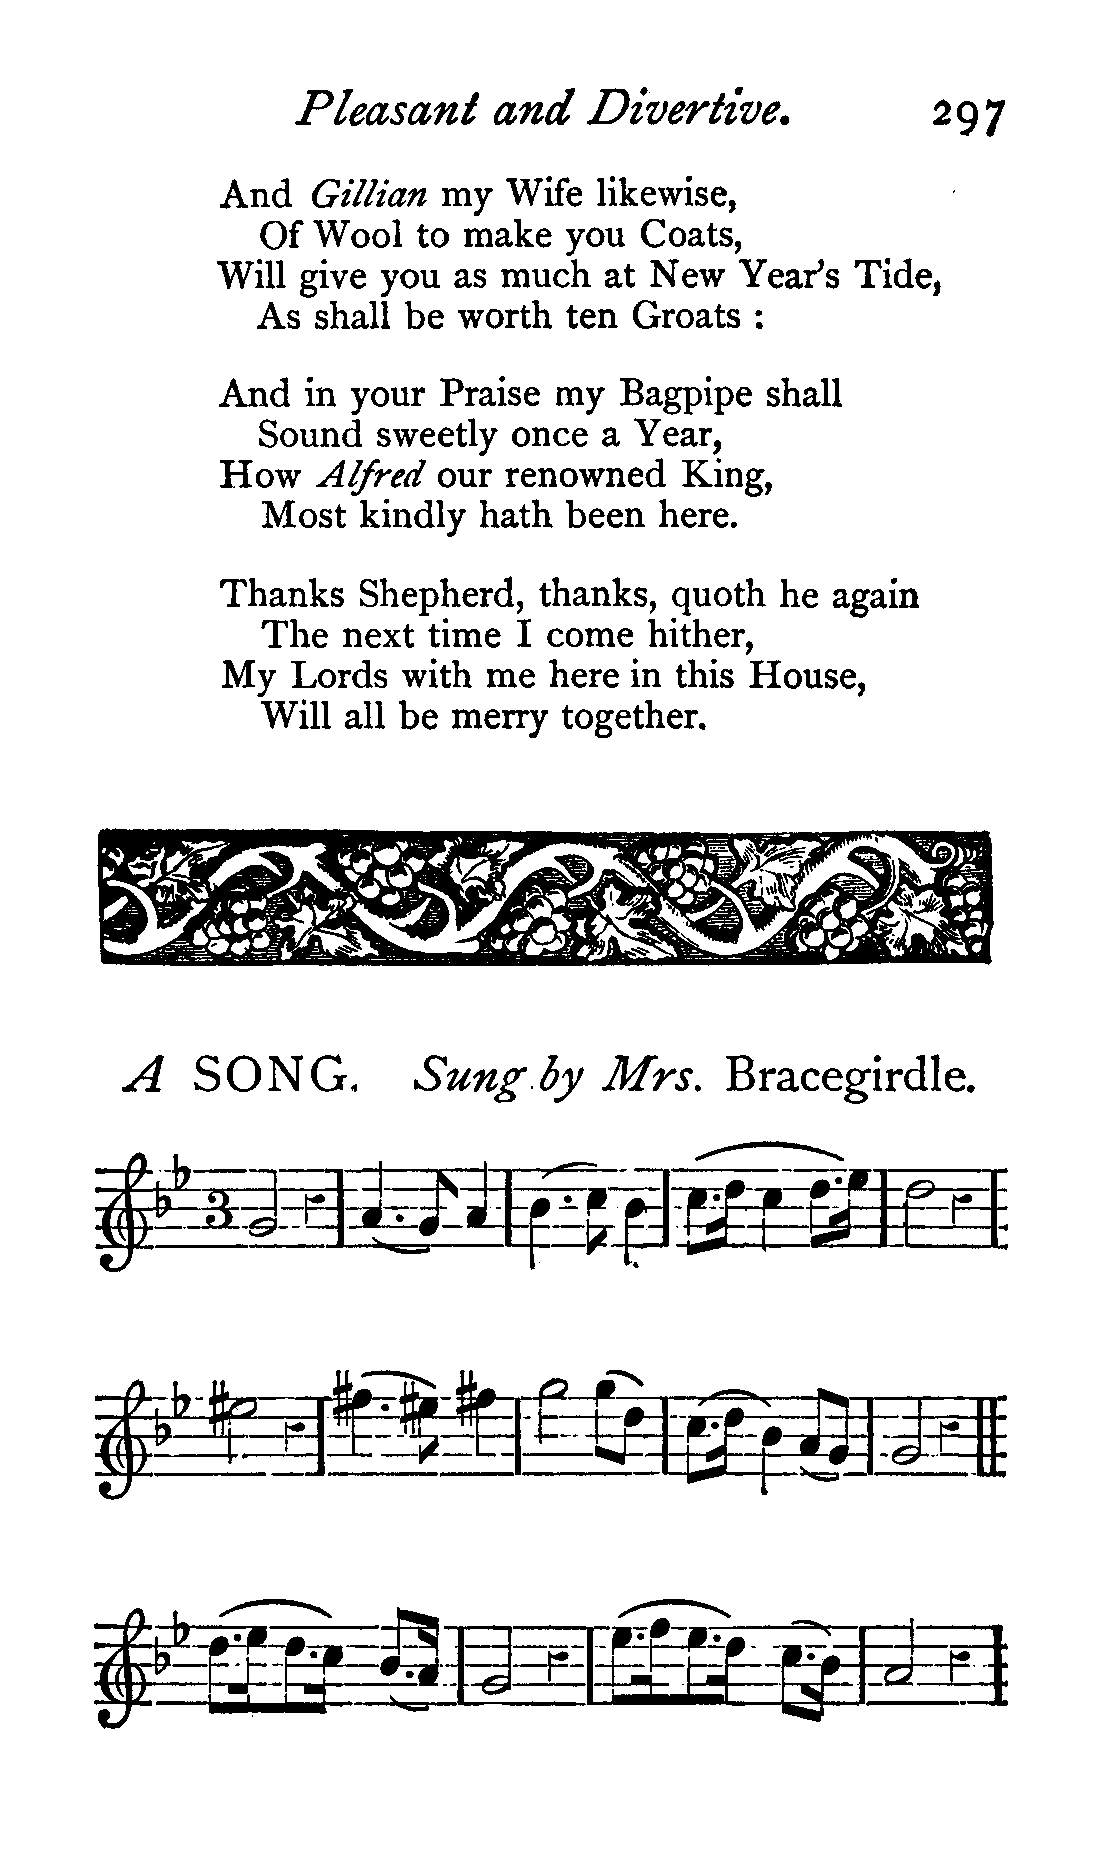 Pleasant and Divertive. 297
And Gillian my Wife likewise,
Of Wool to make you Coats,
Will give you as much at New Year's Tide,
As shall be worth ten Groats :
And in your Praise my Bagpipe shall
Sound sweetly once a Year,
How Alfred our renowned King,
Most kindly hath been here.
Thanks Shepherd, thanks, quoth he again
The next time I come hither,
My Lords with me here in this House,
Will all be merry together.
A SONG. Sung by Mrs. Bracegirdle.
3